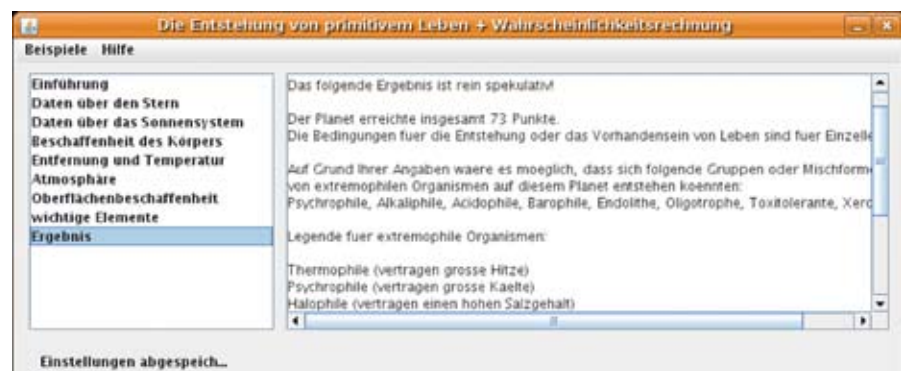 Die Entstehung von primitivem Leben + Wahrscheinlichkeitsrechnung
Beispiele Hilfe
Einführung
Daten über den Stern
Daten über das Sonnensystem
Beschaffenheit des Körpers
Entfernung und Temperatur
Atmosphäre
Oberflächenbeschaffenheit
wichtige Elemente
Ergebnis
Das folgende Ergebnis ist rein spekulativ!
Der Planet erreichte insgesamt 73 Punkte.
Die Bedingungen fuer die Entstehung oder das Vorhandensein von Leben sind fuer Einzelle
Auf Grund Ihrer Angaben waere es moeglich, dass sich folgende Gruppen oder Mischforme
von extremophilen Organismen auf diesem Planet entstehen koennten:
Psychrophile, Alkaliphile, Acidophile, Barophile, Endolithe, Oligotrophe, Toxitolerante, Xero
Legende fuer extremophile Organismen:
Thermophile (vertragen grosse Hitze)
Psychrophile (vertragen grosse Kaelte)
Halophile (vertragen einen hohen Salzgehalt)
Einstellungen abgespeich...